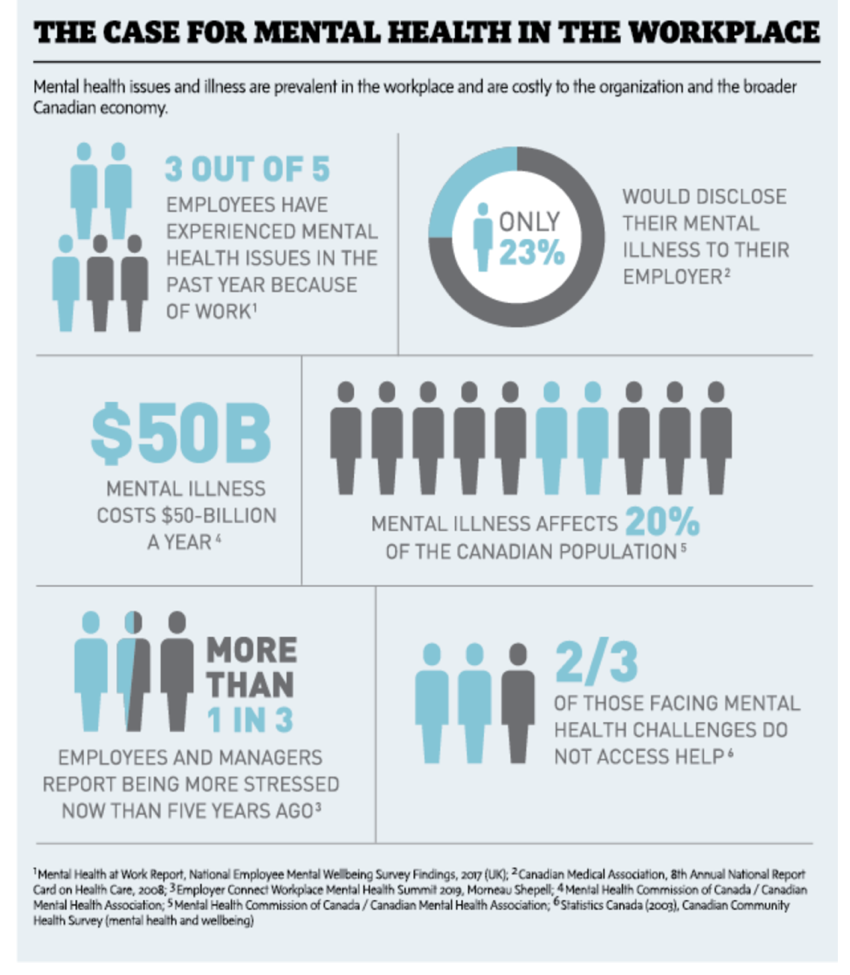 THE CASE FOR MENTAL HEALTH IN THE WORKPLACE
Mental health issues and illness are prevalent in the workplace and are costly to the organization and the broader
Canadian economy.
3 OUT OF 5
EMPLOYEES HAVE
EXPERIENCED MENTAL
HEALTH ISSUES IN THE
PAST YEAR BECAUSE
OF WORK¹
ONLY
23%
WOULD DISCLOSE
THEIR MENTAL
ILLNESS TO THEIR
EMPLOYER²
$50B
MENTAL ILLNESS
COSTS $50-BILLION
A YEAR⁴
MENTAL ILLNESS AFFECTS 20%
OF THE CANADIAN POPULATION⁵
MORE
THAN
1 IN 3
EMPLOYEES AND MANAGERS
REPORT BEING MORE STRESSED
NOW THAN FIVE YEARS AGO³
2/3
OF THOSE FACING MENTAL
HEALTH CHALLENGES DO
NOT ACCESS HELP⁶
¹Mental Health at Work Report, National Employee Mental Wellbeing Survey Findings, 2017 (UK); ²Canadian Medical Association, 8th Annual National Report
Card on Health Care, 2008; ³Employer Connect Workplace Mental Health Summit 2019, Morneau Shepell; ⁴Mental Health Commission of Canada / Canadian
Mental Health Association; ⁵Mental Health Commission of Canada / Canadian Mental Health Association; ⁶Statistics Canada (2003), Canadian Community
Health Survey (mental health and wellbeing)